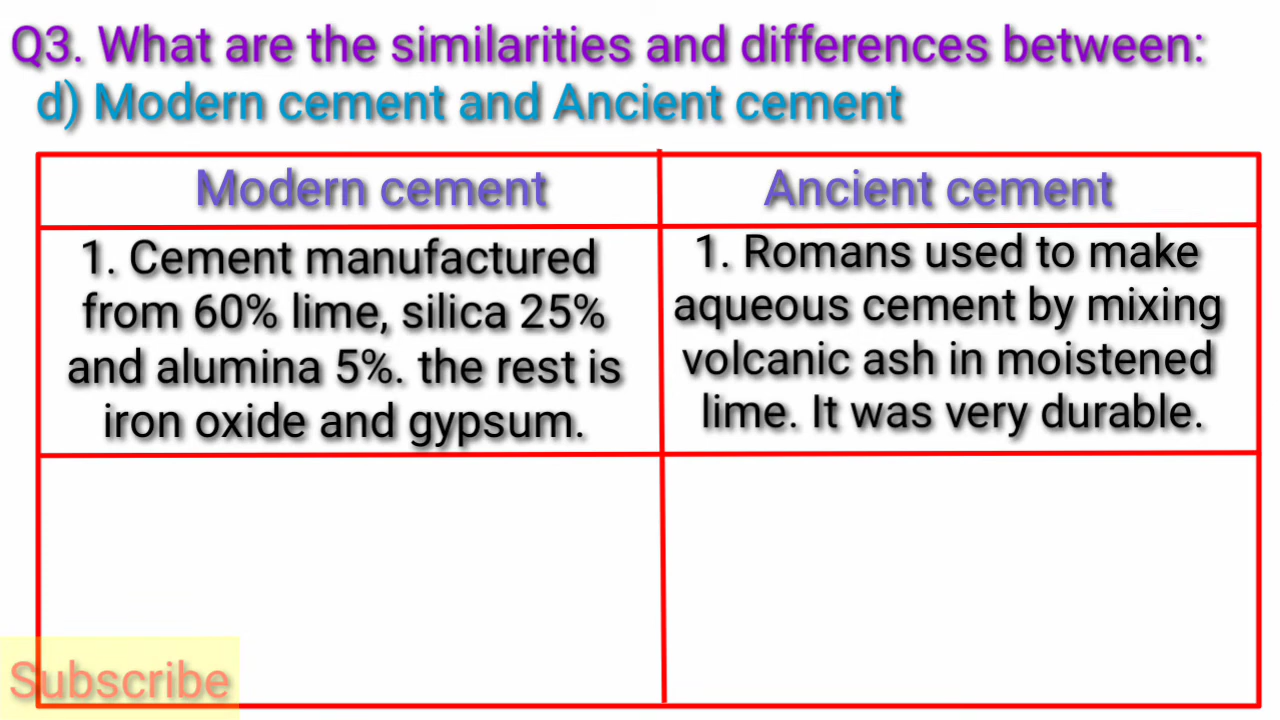 Q3. What are the similarities and differences between:
d) Modern cement and Ancient cement
Modern cement
Ancient cement
1. Cement manufactured
from 60% lime, silica 25%
and alumina 5%. the rest is
iron oxide and gypsum.
1. Romans used to make
aqueous cement by mixing
volcanic ash in moistened
lime. It was very durable.
Subscribe